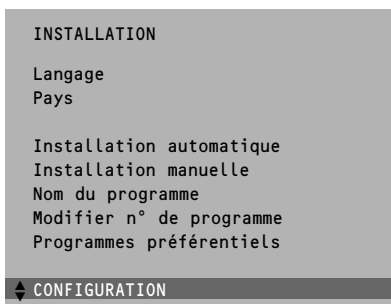 INSTALLATION
Langage
Pays
Installation automatique
Installation manuelle
Nom du programme
Modifier n° de programme
Programmes préférentiels
CONFIGURATION